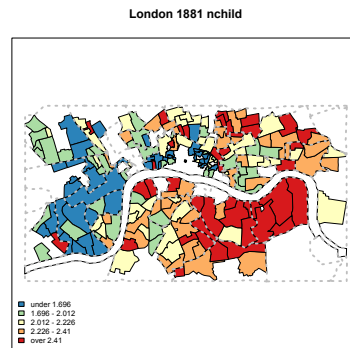 London 1881 nchild
under 1.696
1.696 - 2.012
2.012 - 2.226
2.226 - 2.41
over 2.41